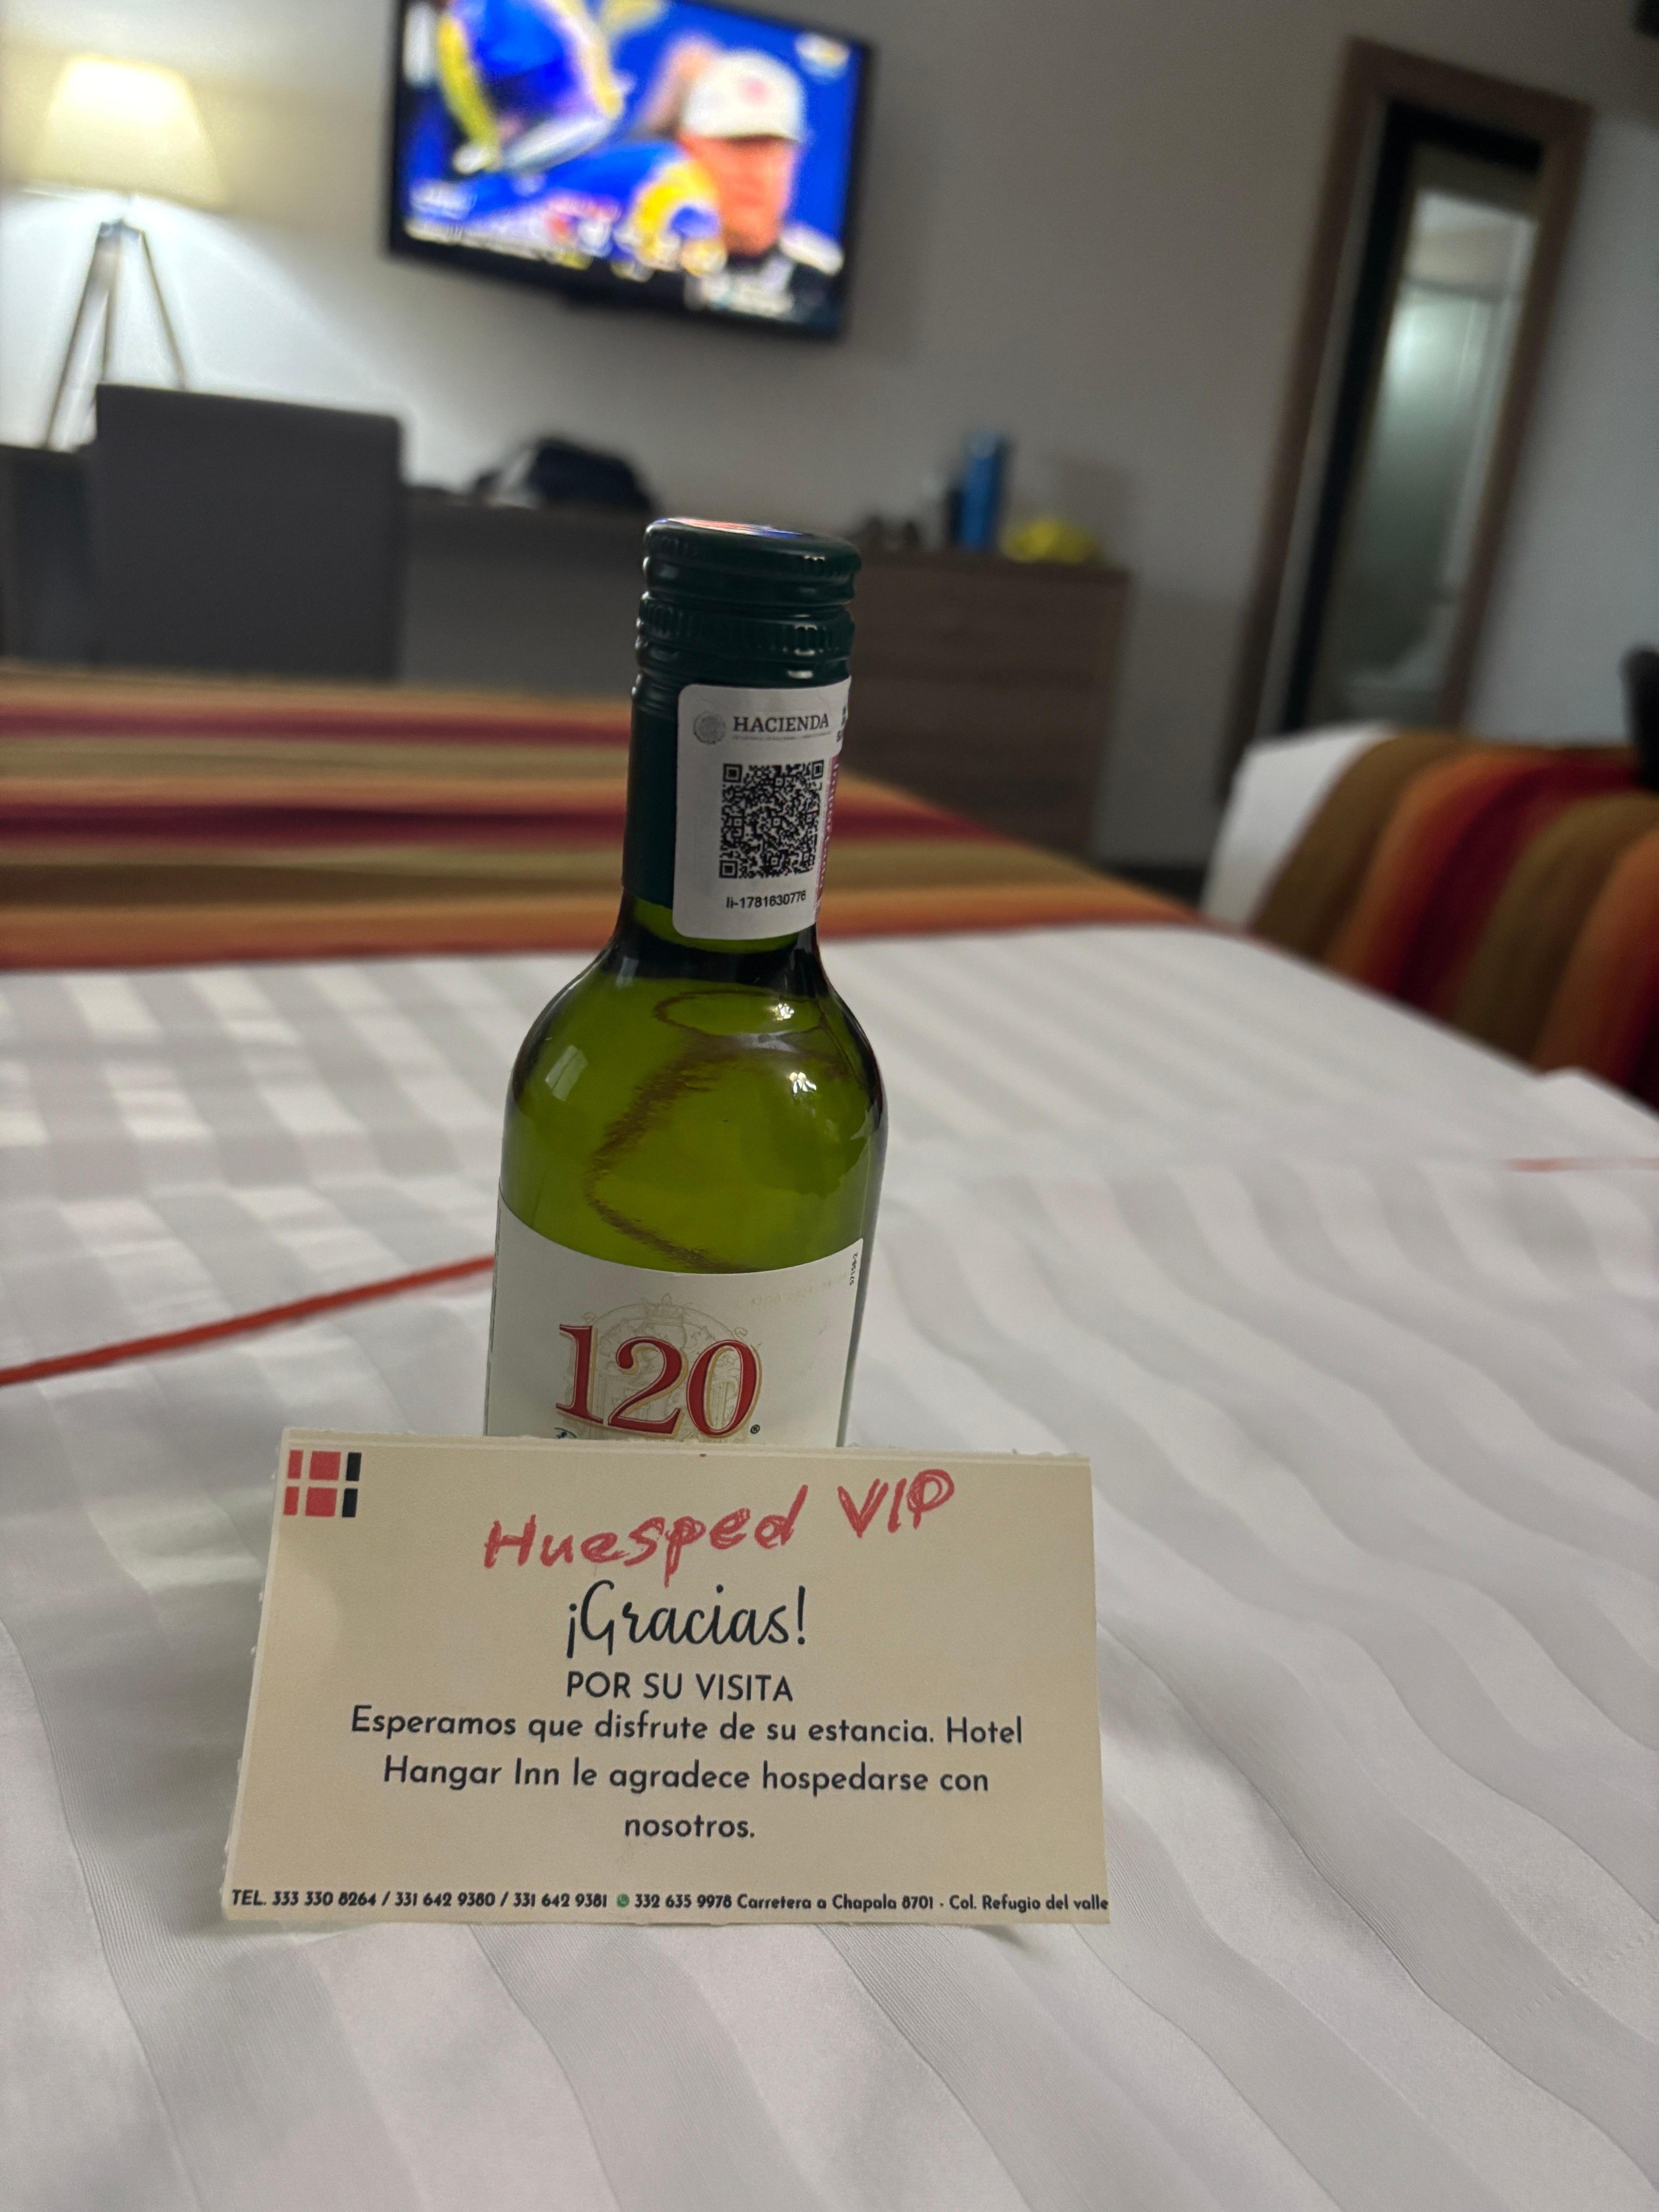 HACIENDA
li-1781630776
120
Huesped VIP
¡Gracias!
POR SU VISITA
Esperamos que disfrute de su estancia. Hotel
Hangar Inn le agradece hospedarse con
nosotros.
TEL. 333 330 8264 / 331 642 9380 / 331 642 9381 332 635 9978 Carretera a Chapala 8701 - Col. Refugio del valle